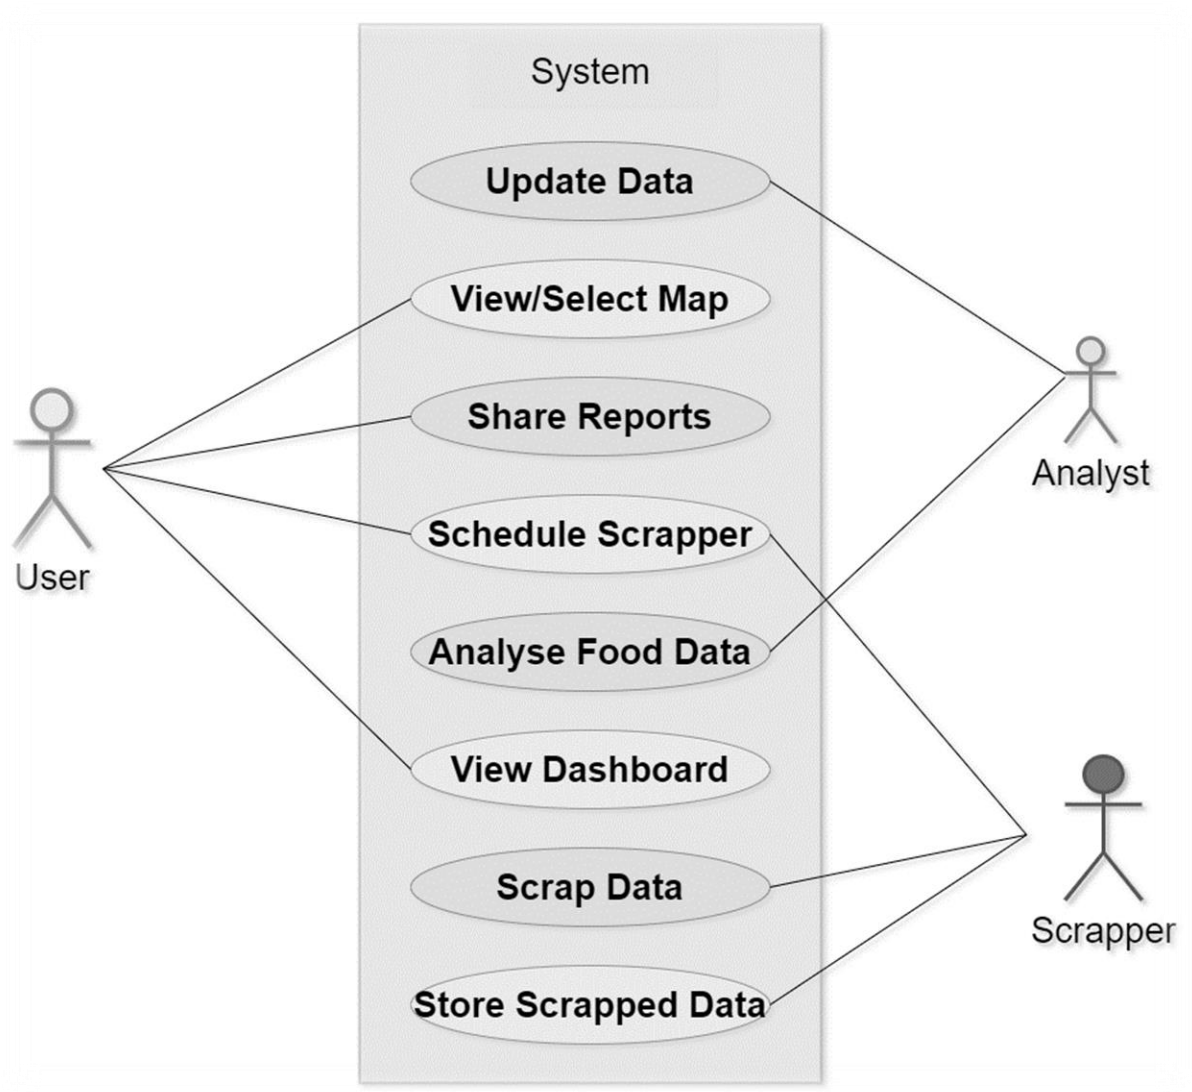 System
Update Data
View/Select Map
Share Reports
Schedule Scrapper
Analyse Food Data
View Dashboard
Scrap Data
Store Scrapped Data
User
Analyst
Scrapper